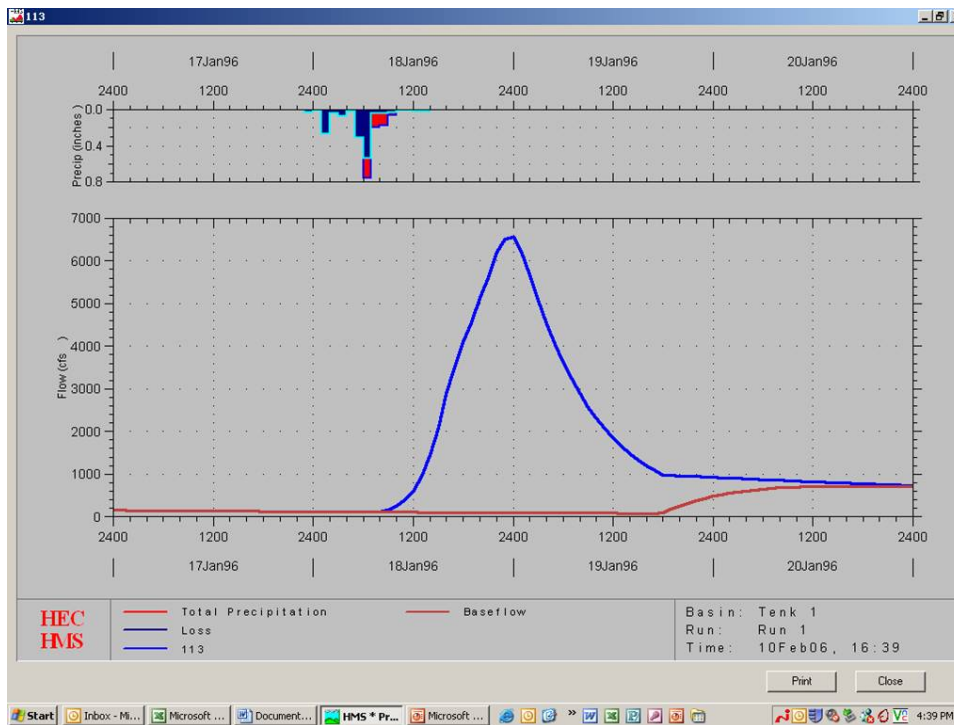 113
17Jan96 18Jan96 19Jan96 20Jan96
2400 1200 2400 1200 2400 1200 2400 1200 2400
Precip (inches)
0.0
0.4
0.8
Flow (cfs
7000
6000
5000
4000
3000
2000
1000
0
2400 1200 2400 1200 2400 1200 2400 1200 2400
17Jan96 18Jan96 19Jan96 20Jan96
HEC
HMS
Total Precipitation
Loss
113
Baseflow
Basin: Tenk 1
Run: Run 1
Time: 10Feb06, 16:39
Print Close
Start Inbox - Mi... Microsoft ... Document... HMS * Pr... Microsoft ... » 4:39 PM